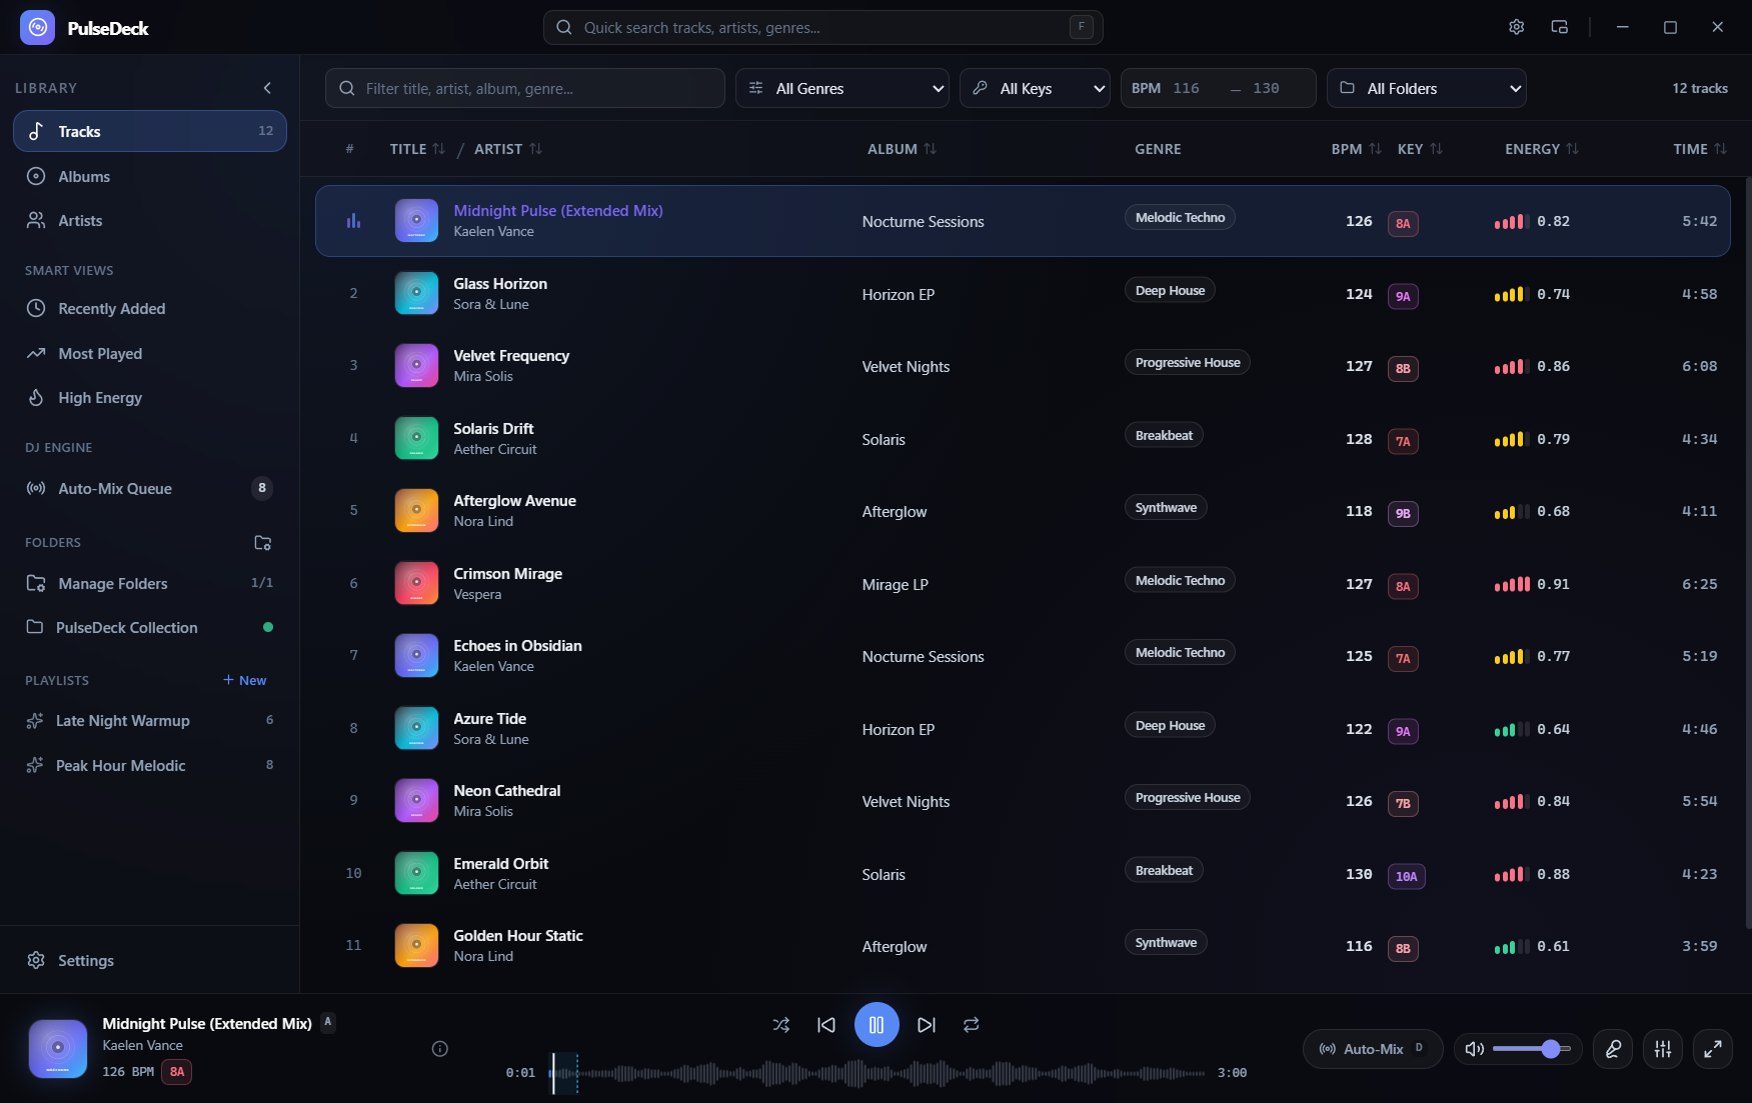 PulseDeck
Quick search tracks, artists, genres...
F
LIBRARY
Tracks 12
Albums
Artists
SMART VIEWS
Recently Added
Most Played
High Energy
DJ ENGINE
Auto-Mix Queue 8
FOLDERS
Manage Folders 1/1
PulseDeck Collection
PLAYLISTS + New
Late Night Warmup 6
Peak Hour Melodic 8
Settings
Filter title, artist, album, genre...
All Genres
All Keys
BPM 116 – 130
All Folders
12 tracks
# TITLE / ARTIST ALBUM GENRE BPM KEY ENERGY TIME
Midnight Pulse (Extended Mix)
Kaelen Vance
Nocturne Sessions Melodic Techno 126 8A 0.82 5:42
2 Glass Horizon
Sora & Lune
Horizon EP Deep House 124 9A 0.74 4:58
3 Velvet Frequency
Mira Solis
Velvet Nights Progressive House 127 8B 0.86 6:08
4 Solaris Drift
Aether Circuit
Solaris Breakbeat 128 7A 0.79 4:34
5 Afterglow Avenue
Nora Lind
Afterglow Synthwave 118 9B 0.68 4:11
6 Crimson Mirage
Vespera
Mirage LP Melodic Techno 127 8A 0.91 6:25
7 Echoes in Obsidian
Kaelen Vance
Nocturne Sessions Melodic Techno 125 7A 0.77 5:19
8 Azure Tide
Sora & Lune
Horizon EP Deep House 122 9A 0.64 4:46
9 Neon Cathedral
Mira Solis
Velvet Nights Progressive House 126 7B 0.84 5:54
10 Emerald Orbit
Aether Circuit
Solaris Breakbeat 130 10A 0.88 4:23
11 Golden Hour Static
Nora Lind
Afterglow Synthwave 116 8B 0.61 3:59
Midnight Pulse (Extended Mix) A
Kaelen Vance
126 BPM 8A
0:01
3:00
Auto-Mix D